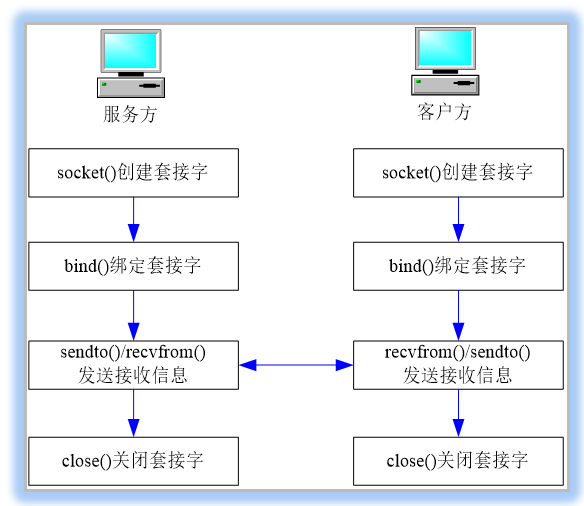 服务方
客户方
socket()创建套接字
socket()创建套接字
bind()绑定套接字
bind()绑定套接字
sendto()/recvfrom()
发送接收信息
recvfrom()/sendto()
发送接收信息
close()关闭套接字
close()关闭套接字